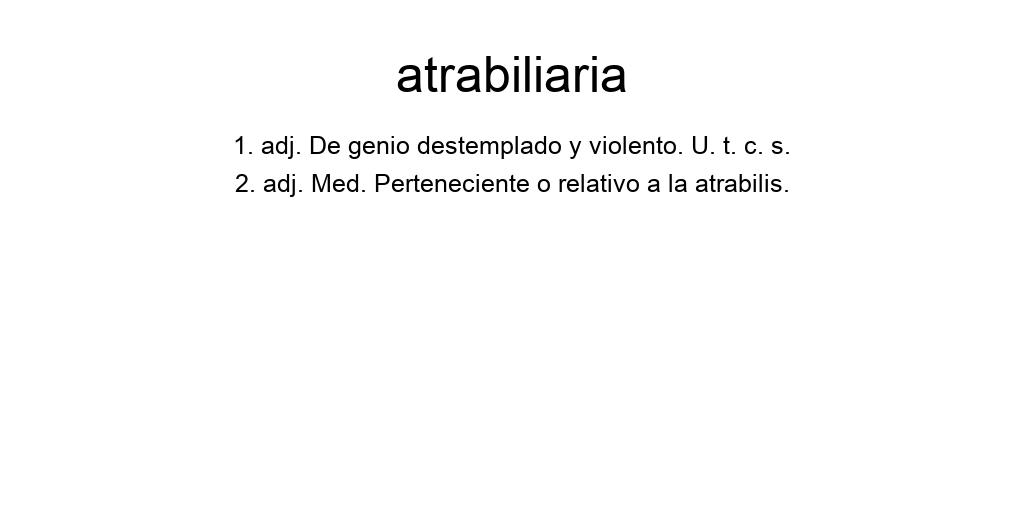 atrabiliaria
1. adj. De genio destemplado y violento. U. t. c. s.
2. adj. Med. Perteneciente o relativo a la atrabilis.